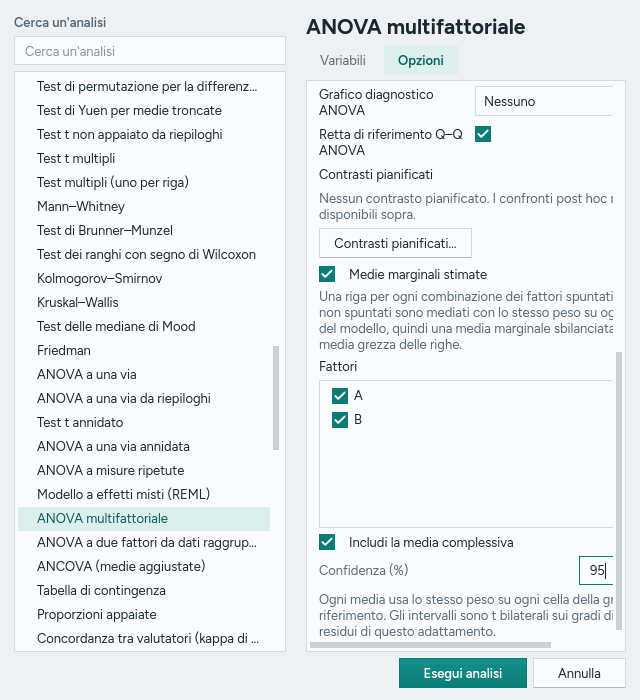 Cerca un'analisi
Cerca un'analisi
Test di permutazione per la differenz...
Test di Yuen per medie troncate
Test t non appaiato da riepiloghi
Test t multipli
Test multipli (uno per riga)
Mann–Whitney
Test di Brunner–Munzel
Test dei ranghi con segno di Wilcoxon
Kolmogorov–Smirnov
Kruskal–Wallis
Test delle mediane di Mood
Friedman
ANOVA a una via
ANOVA a una via da riepiloghi
Test t annidato
ANOVA a una via annidata
ANOVA a misure ripetute
Modello a effetti misti (REML)
ANOVA multifattoriale
ANOVA a due fattori da dati raggrup...
ANCOVA (medie aggiustate)
Tabella di contingenza
Proporzioni appaiate
Concordanza tra valutatori (kappa di ...
ANOVA multifattoriale
Variabili
Opzioni
Grafico diagnostico
ANOVA
Nessuno
Retta di riferimento Q–Q
ANOVA
Contrasti pianificati
Nessun contrasto pianificato. I confronti post hoc
disponibili sopra.
Contrasti pianificati...
Medie marginali stimate
Una riga per ogni combinazione dei fattori spuntati
non spuntati sono mediati con lo stesso peso su
del modello, quindi una media marginale sbilanciata
media grezza delle righe.
Fattori
A
B
Includi la media complessiva
Confidenza (%)
95
Ogni media usa lo stesso peso su ogni cella della
riferimento. Gli intervalli sono t bilaterali sui gradi di
residui di questo adattamento.
Esegui analisi
Annulla